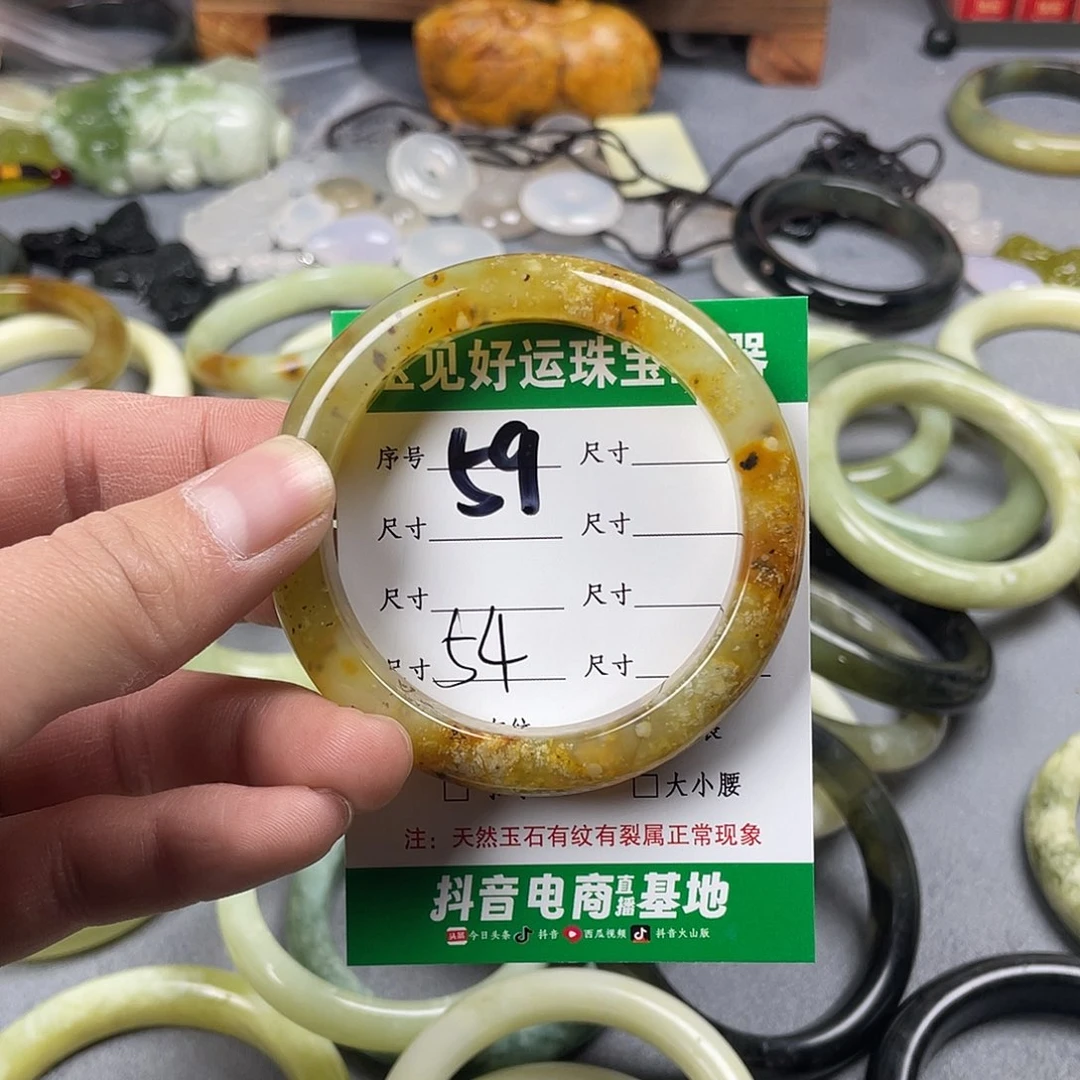 见好运珠宝
序号 59 尺寸
尺寸 尺寸
尺寸 尺寸
尺寸 54 尺寸
大小腰
注：天然玉石有纹有裂属正常现象
抖音电商直播基地
头条 今日头条 抖音 西瓜视频 抖音火山版